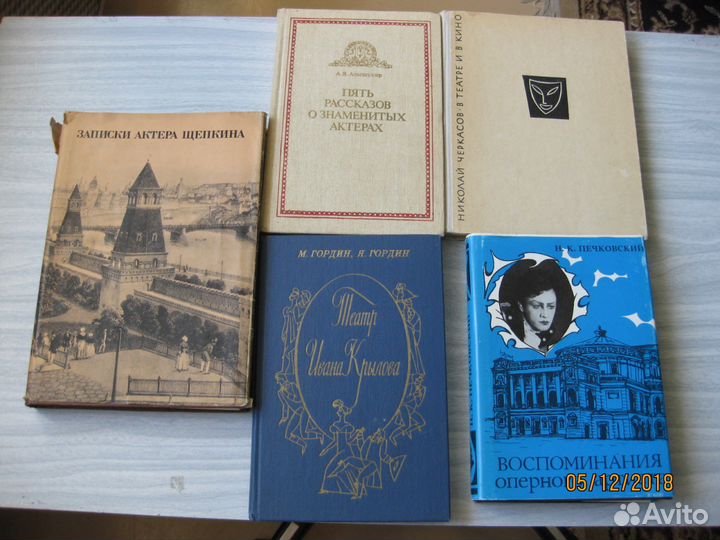 ЗАПИСКИ АКТЕРА ЩЕПКИНА
А. Я. Альтшуллер
ПЯТЬ
РАССКАЗОВ
О ЗНАМЕНИТЫХ
АКТЕРАХ
НИКОЛАЙ ЧЕРКАСОВ · В ТЕАТРЕ И В КИНО
М. ГОРДИН, Я. ГОРДИН
Театр
Ивана Крылова
Н. К. ПЕЧКОВСКИЙ
ВОСПОМИНАНИЯ
оперно
05/12/2018
Avito